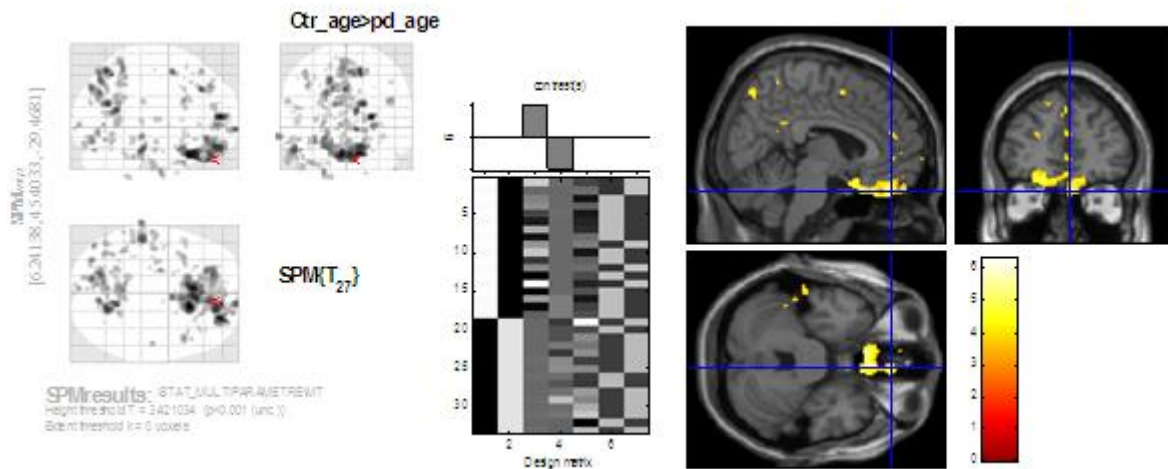 Ctr_age>pd_age
contrast(s)
SPM{T27}
SPMresults:
Height threshold T = 3.421034 (p<0.001 (unc.))
Extent threshold k = 0 voxels
5
10
15
20
25
30
2 4 6
Design matrix
6
5
4
3
2
1
0